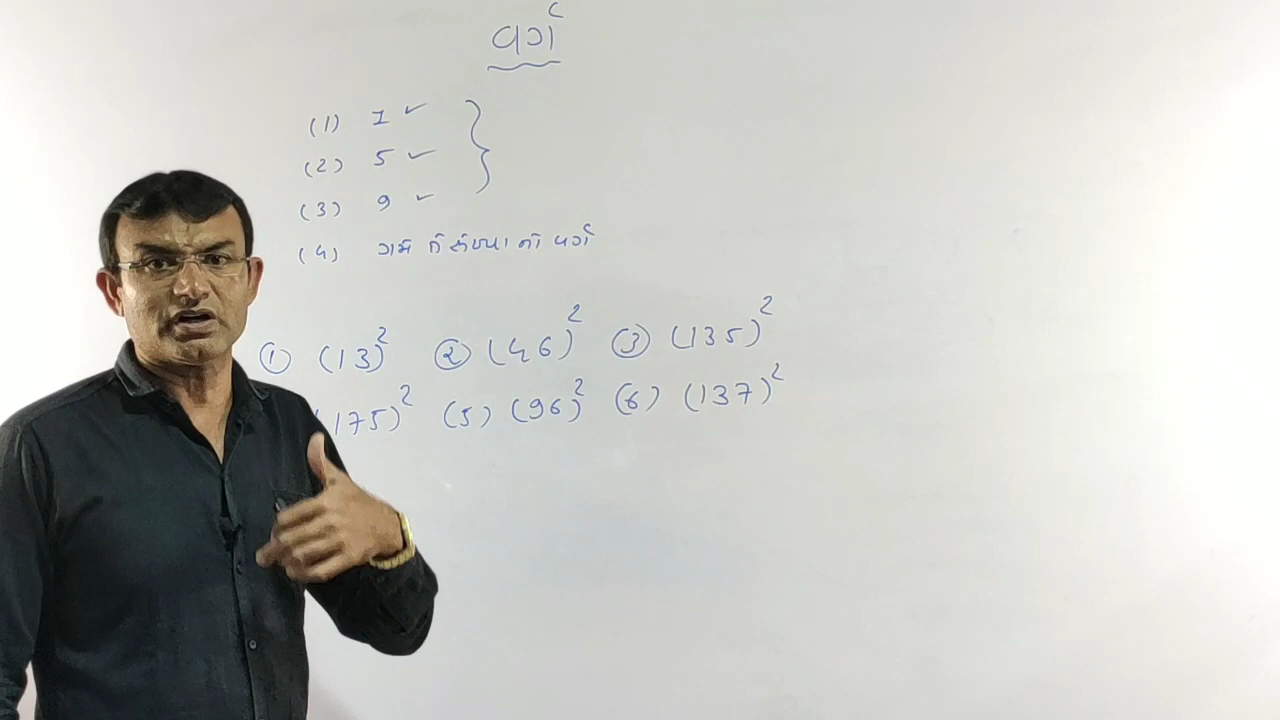 વર્ગ
(1) 1 ✓
(2) 5 ✓
(3) 9 ✓
(4) ગમે તે સંખ્યા નો વર્ગ
① (13)² ② (46)² ③ (135)²
(175)² (5) (96)² (6) (137)²